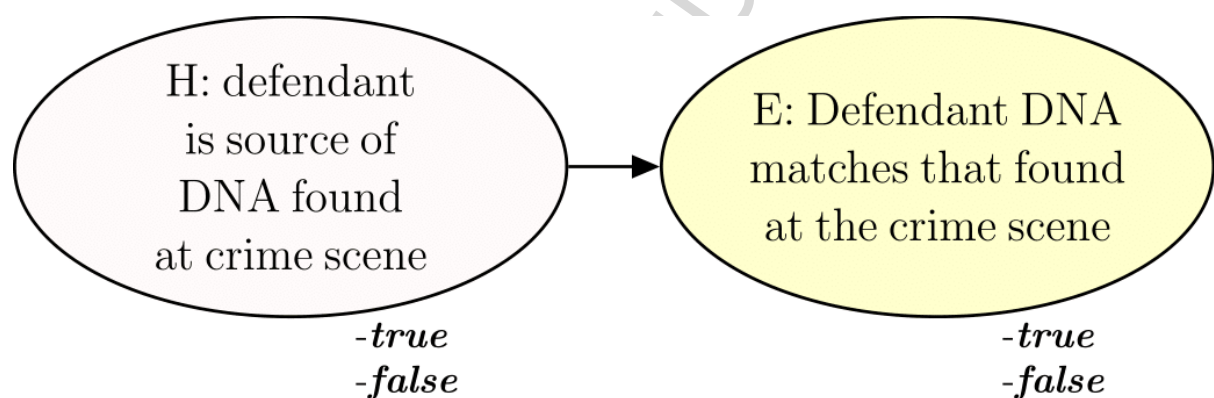 H: defendant
is source of
DNA found
at crime scene
E: Defendant DNA
matches that found
at the crime scene
-true
-false
-true
-false